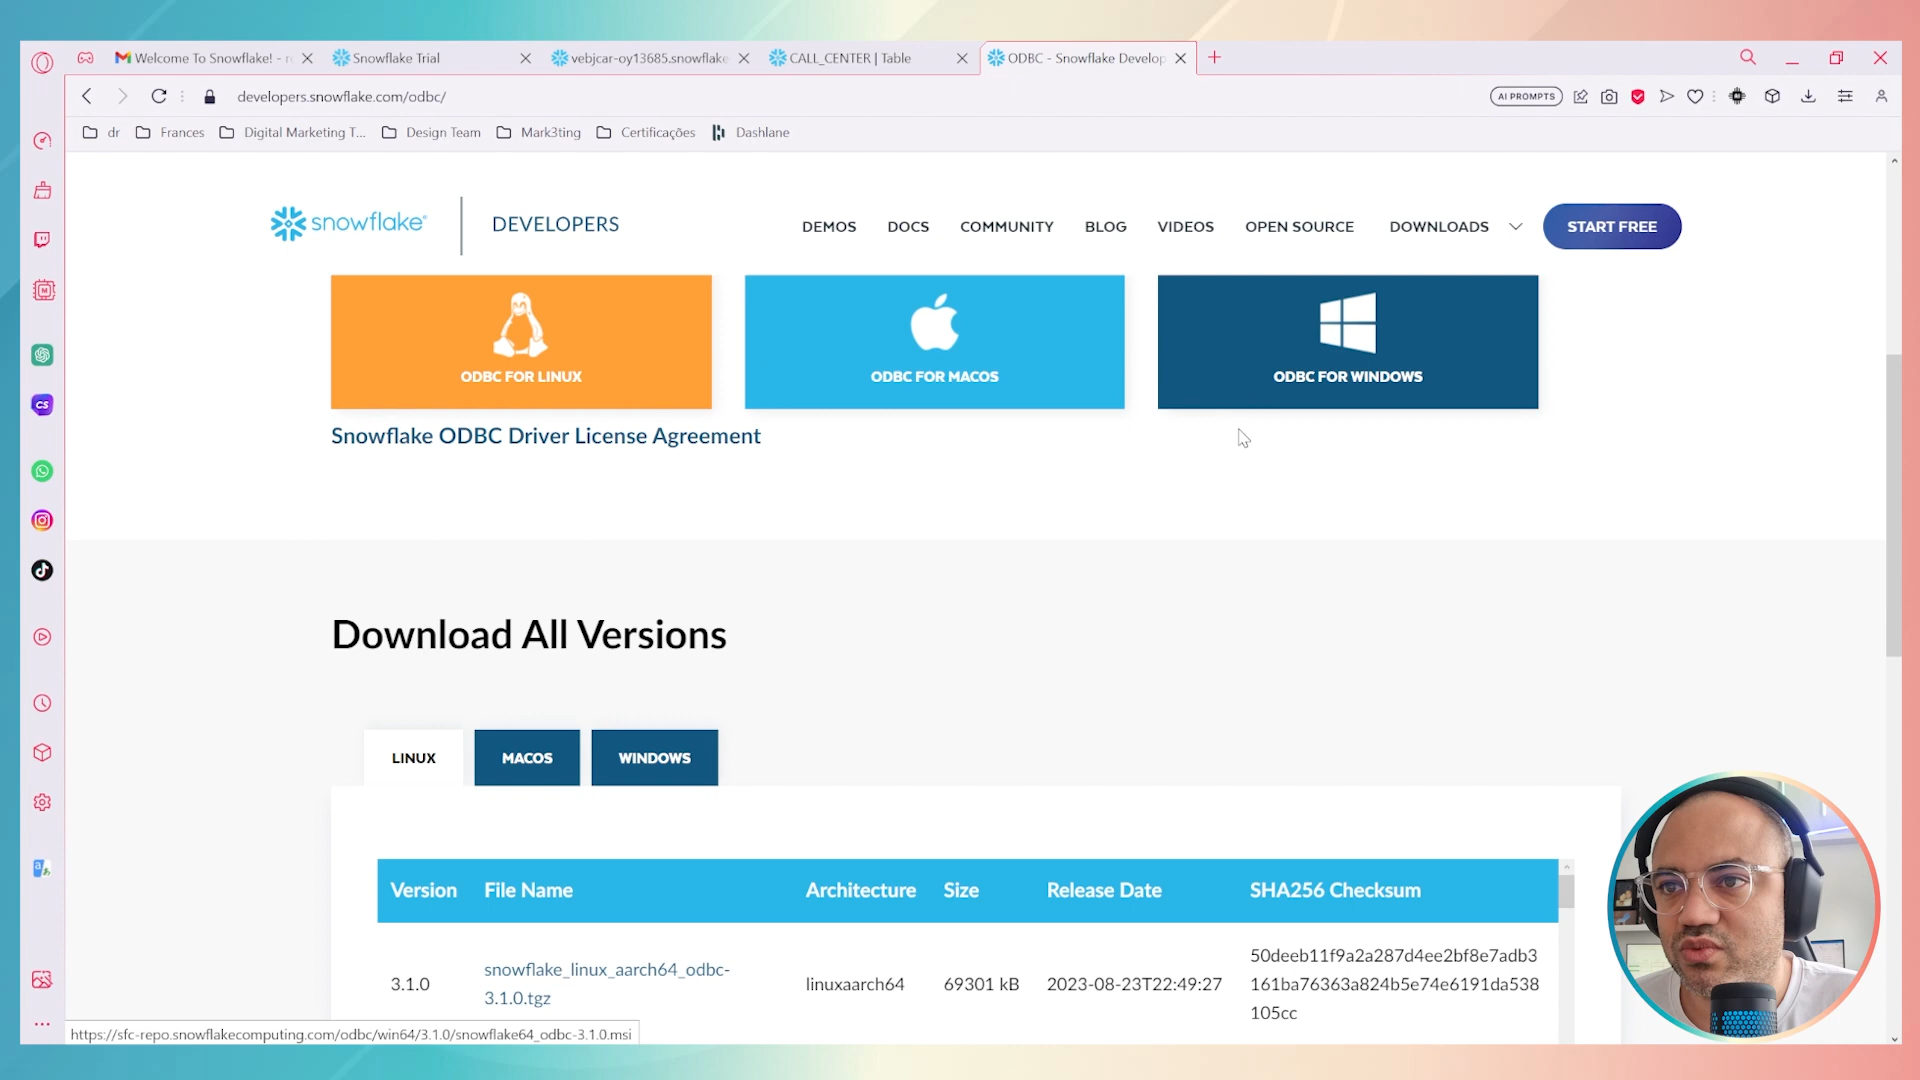 Welcome To Snowflake! - r
Snowflake Trial
vebjcar-oy13685.snowflake
CALL_CENTER | Table
ODBC - Snowflake Develop
developers.snowflake.com/odbc/
AI PROMPTS
dr
Frances
Digital Marketing T...
Design Team
Mark3ting
Certificações
Dashlane
snowflake
DEVELOPERS
DEMOS
DOCS
COMMUNITY
BLOG
VIDEOS
OPEN SOURCE
DOWNLOADS
START FREE
ODBC FOR LINUX
ODBC FOR MACOS
ODBC FOR WINDOWS
Snowflake ODBC Driver License Agreement
Download All Versions
LINUX
MACOS
WINDOWS
Version
File Name
Architecture
Size
Release Date
SHA256 Checksum
3.1.0
snowflake_linux_aarch64_odbc-
3.1.0.tgz
linuxaarch64
69301 kB
2023-08-23T22:49:27
50deeb11f9a2a287d4ee2bf8e7adb3
161ba76363a824b5e74e6191da538
105cc
https://sfc-repo.snowflakecomputing.com/odbc/win64/3.1.0/snowflake64_odbc-3.1.0.msi
CS